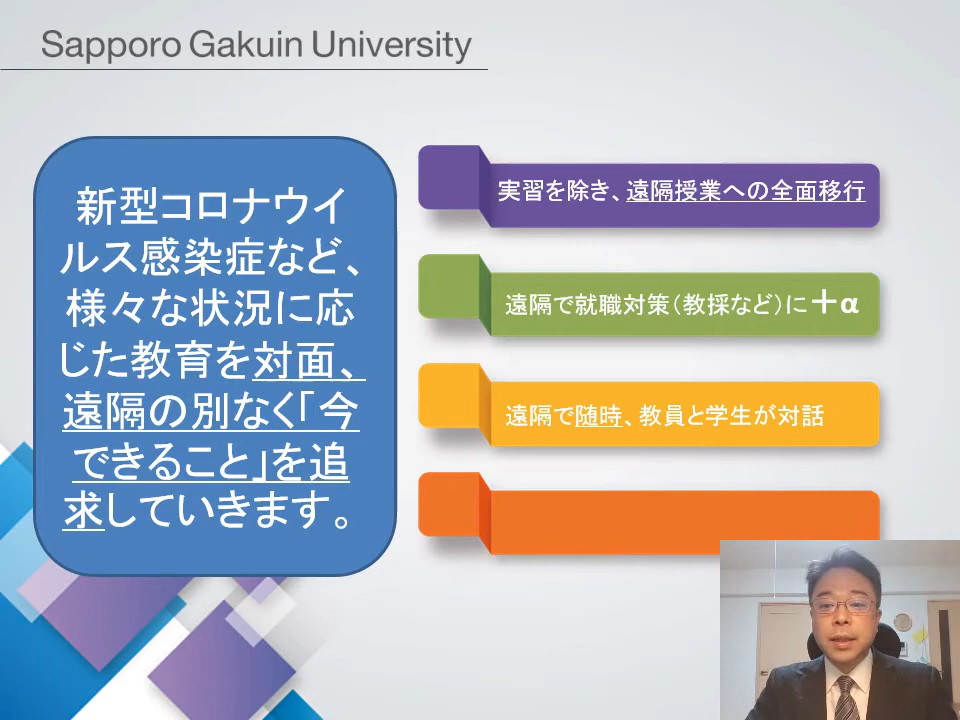 Sapporo Gakuin University
新型コロナウイ
ルス感染症など、
様々な状況に応
じた教育を対面、
遠隔の別なく「今
できること」を追
求していきます。
実習を除き、遠隔授業への全面移行
遠隔で就職対策（教採など）に＋α
遠隔で随時、教員と学生が対話